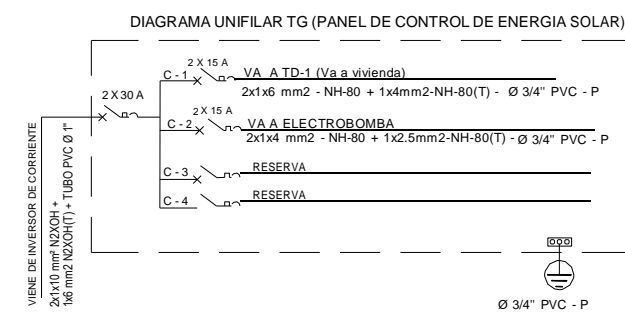 DIAGRAMA UNIFILAR TG (PANEL DE CONTROL DE ENERGIA SOLAR)
2 X 15 A
C - 1
VA A TD-1 (Va a vivienda)
2x1x6 mm2 - NH-80 + 1x4mm2-NH-80(T) - Ø 3/4" PVC - P
2 X 30 A
2 X 15 A
C - 2
VA A ELECTROBOMBA
2x1x4 mm2 - NH-80 + 1x2.5mm2-NH-80(T) - Ø 3/4" PVC - P
C - 3
RESERVA
C - 4
RESERVA
VIENE DE INVERSOR DE CORRIENTE
2x1x10 mm² N2XOH +
1x6 mm2 N2XOH(T) + TUBO PVC Ø 1"
Ø 3/4" PVC - P